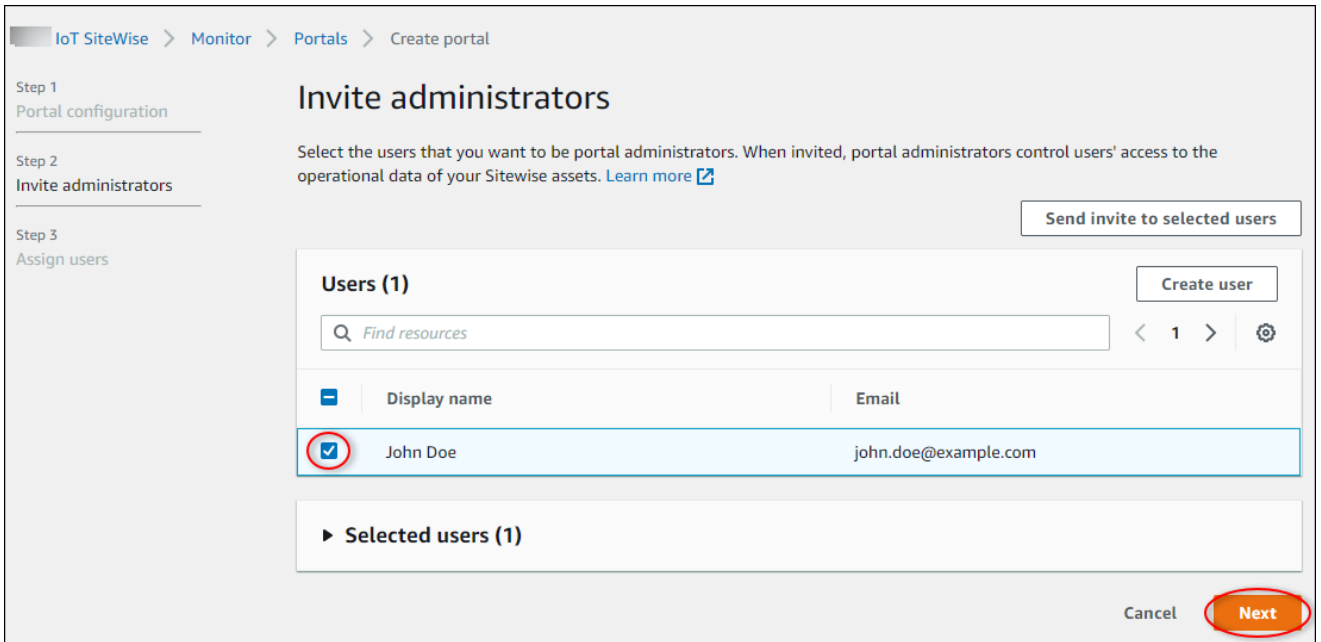 IoT SiteWise > Monitor > Portals > Create portal
Step 1
Portal configuration
Step 2
Invite administrators
Step 3
Assign users
Invite administrators
Select the users that you want to be portal administrators. When invited, portal administrators control users' access to the
operational data of your Sitewise assets. Learn more
Send invite to selected users
Users (1)
Create user
Find resources
< 1 >
Display name Email
John Doe john.doe@example.com
Selected users (1)
Cancel Next